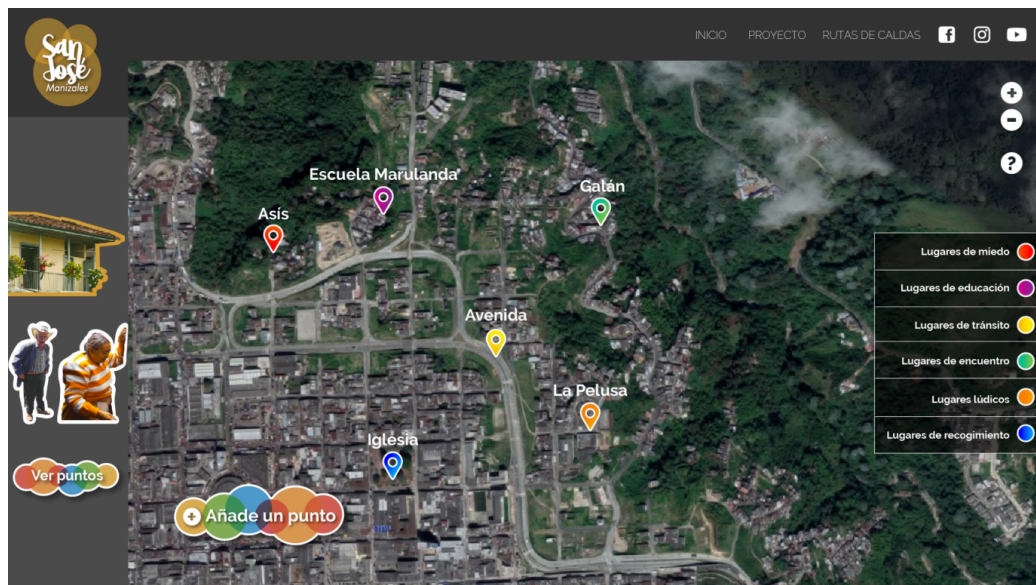 San
José
Manizales
INICIO PROYECTO RUTAS DE CALDAS
Escuela Marulanda
Galán
Asís
Avenida
La Pelusa
Iglesia
Lugares de miedo
Lugares de educación
Lugares de tránsito
Lugares de encuentro
Lugares lúdicos
Lugares de recogimiento
Ver puntos
Añade un punto